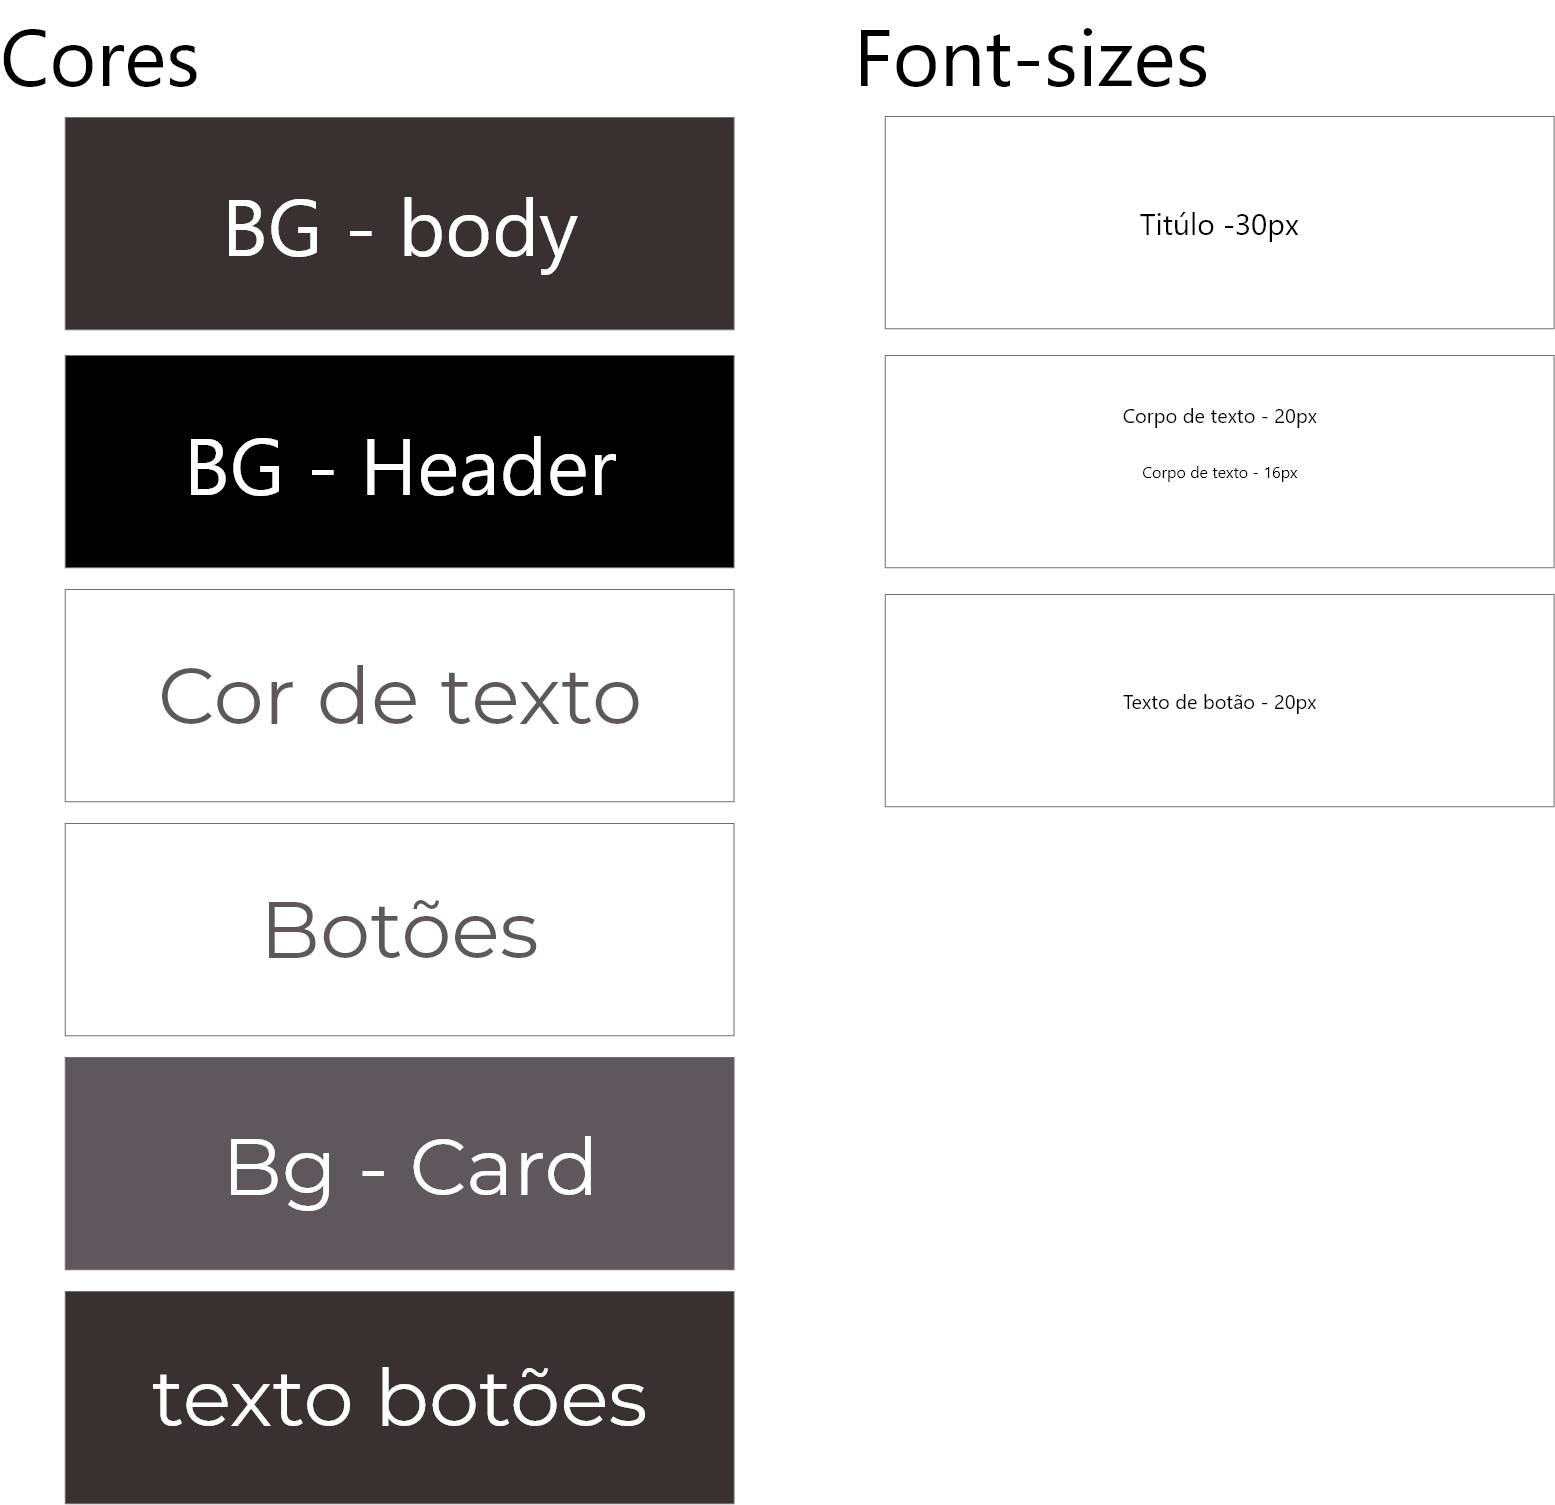 Cores
BG - body
BG - Header
Cor de texto
Botões
Bg - Card
texto botões
Font-sizes
Titúlo -30px
Corpo de texto - 20px
Corpo de texto - 16px
Texto de botão - 20px